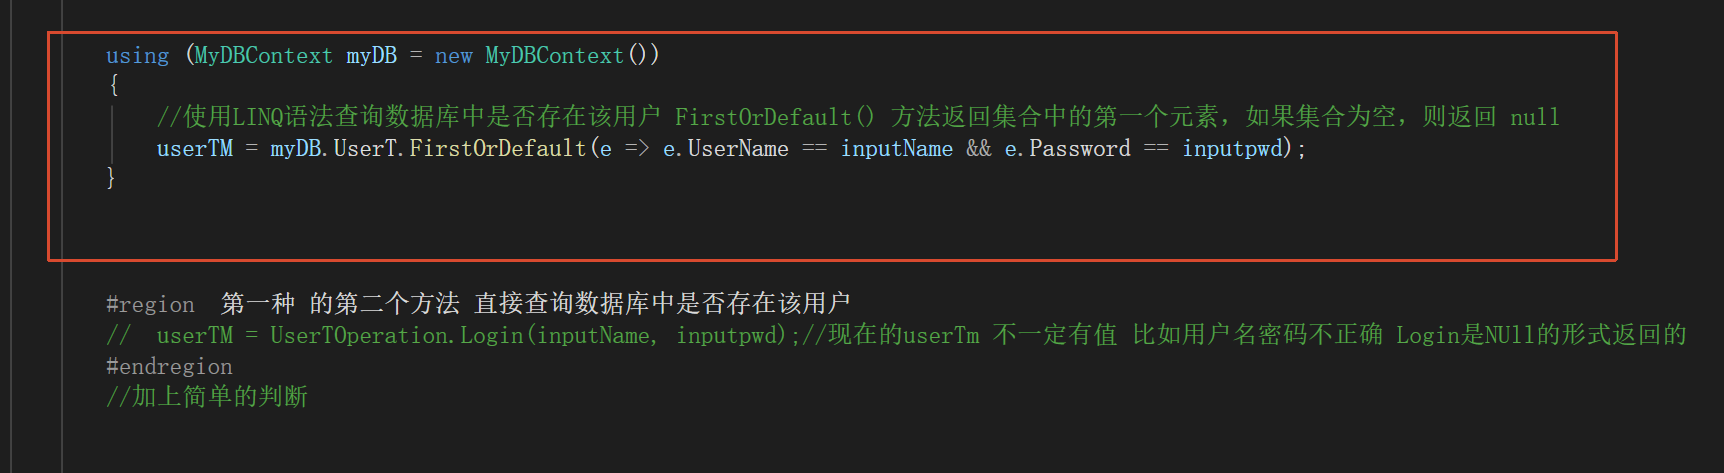 using (MyDBContext myDB = new MyDBContext())
{
//使用LINQ语法查询数据库中是否存在该用户 FirstOrDefault() 方法返回集合中的第一个元素，如果集合为空，则返回 null
userTM = myDB.UserT.FirstOrDefault(e => e.UserName == inputName && e.Password == inputpwd);
}
#region 第一种 的第二个方法 直接查询数据库中是否存在该用户
// userTM = UserTOperation.Login(inputName, inputpwd);//现在的userTm 不一定有值 比如用户名密码不正确 Login是NUll的形式返回的
#endregion
//加上简单的判断